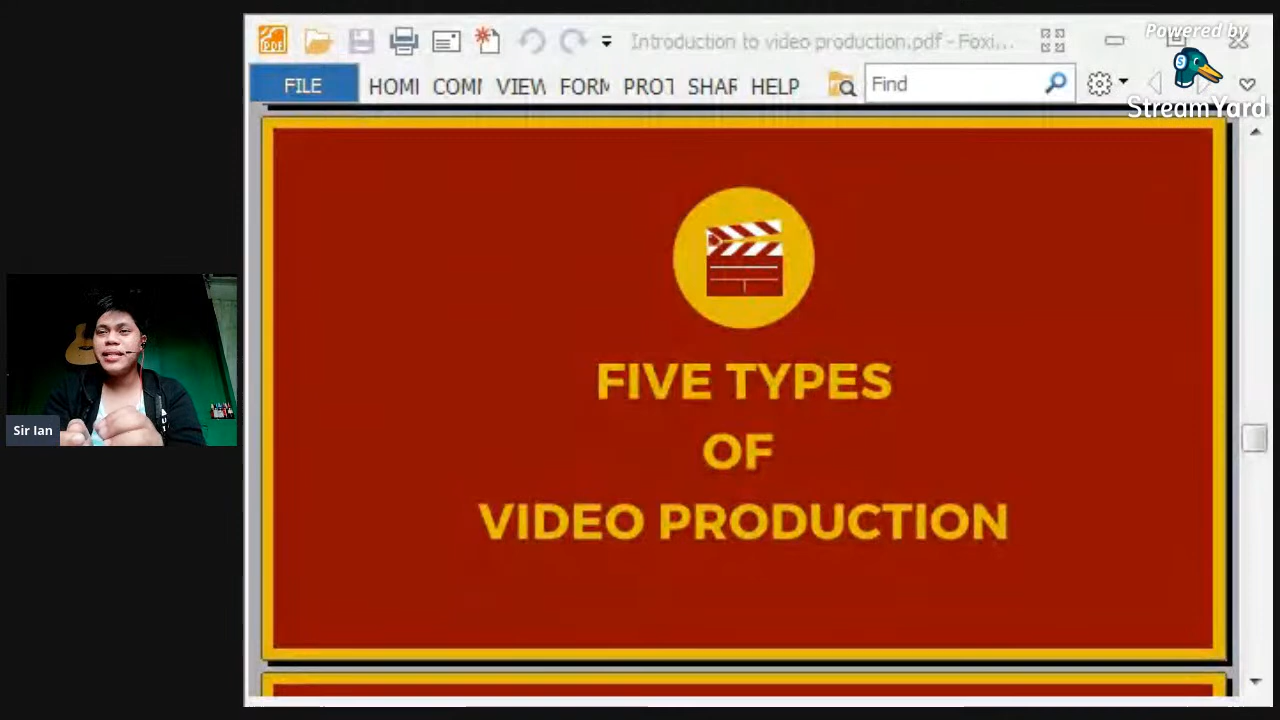 Introduction to video production.pdf - Foxi...
Powered by
StreamYard
FILE HOMI COMI VIEW FORM PROT SHAR HELP Find
FIVE TYPES
OF
VIDEO PRODUCTION
Sir Ian